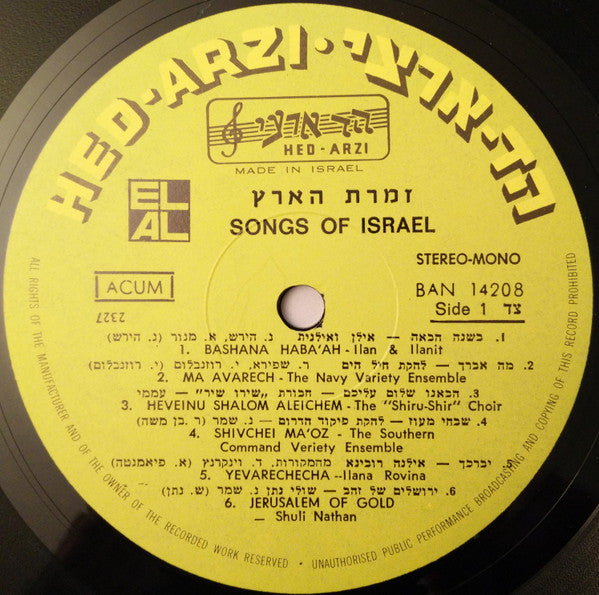 HED-ARZI · הד-ארצי
הד ארצי
HED-ARZI
MADE IN ISRAEL
זמרת הארץ
SONGS OF ISRAEL
EL
AL
STEREO-MONO
ACUM
BAN 14208
2327
Side 1 צד
1. בשנה הבאה — אילן ואילנית נ. הירש, א. מנור (נ. הירש)
1. BASHANA HABA'AH - Ilan & Ilanit
2. מה אברך — להקת חיל הים ר. שפירא, י. רוזנבלום (י. רוזנבלום)
2. MA AVARECH - The Navy Variety Ensemble
3. הבאנו שלום עליכם — חבורת "שירו שיר" — עממי
3. HEVEINU SHALOM ALEICHEM - The "Shiru-Shir" Choir
4. שבחי מעוז — להקת פיקוד הדרום — נ. שמר (ר. בן משה)
4. SHIVCHEI MA'OZ - The Southern
Command Veriety Ensemble
5. יברכך — אילנה רובינא מהמקורות, ד. וינקרנץ (א. פיאמנטה)
5. YEVARECHECHA --Ilana Rovina
6. ירושלים של זהב — שולי נתן נ. שמר (ש. נתן)
6. JERUSALEM OF GOLD
— Shuli Nathan
ALL RIGHTS OF THE MANUFACTURER AND OF THE OWNER OF THE RECORDED WORK RESERVED • UNAUTHORISED PUBLIC PERFORMANCE BROADCASTING AND COPYING OF THIS RECORD PROHIBITED